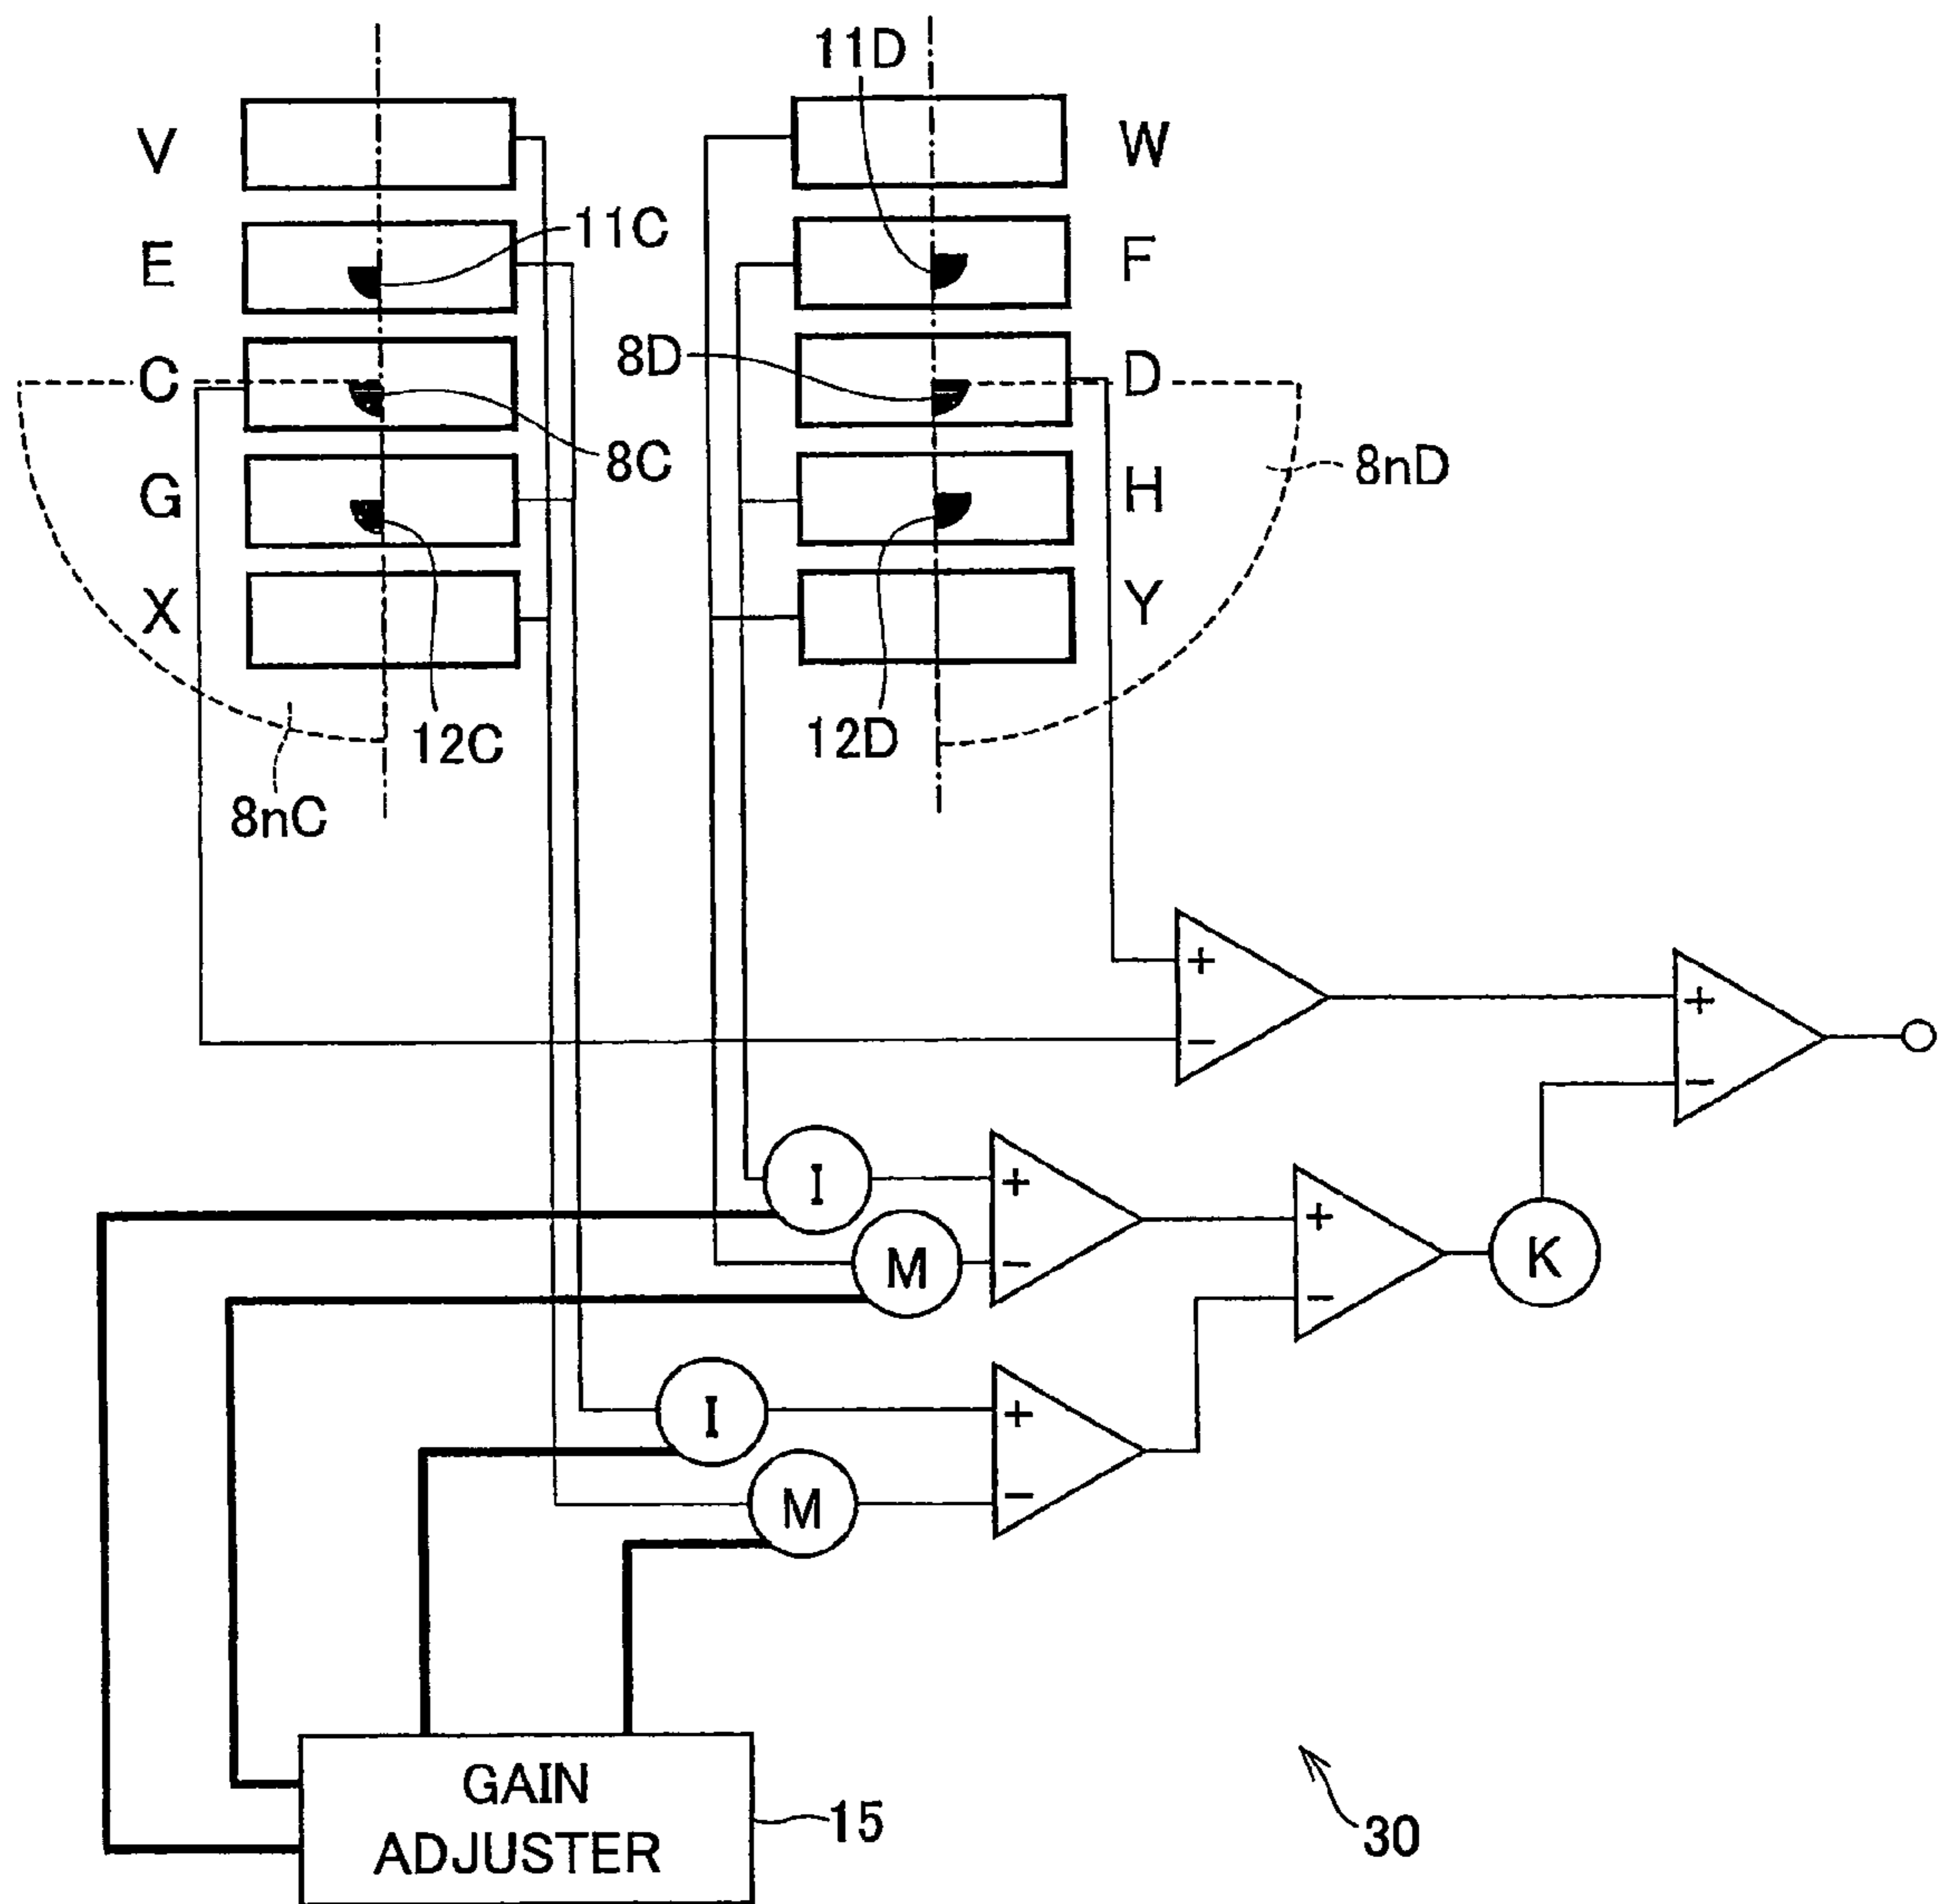 11D
V
W
E
11C
F
C
8D
D
8C
8nD
G
H
X
Y
12C
12D
8nC
+
−
+
−
I
+
M
−
+
−
K
I
+
M
−
GAIN
ADJUSTER
15
30